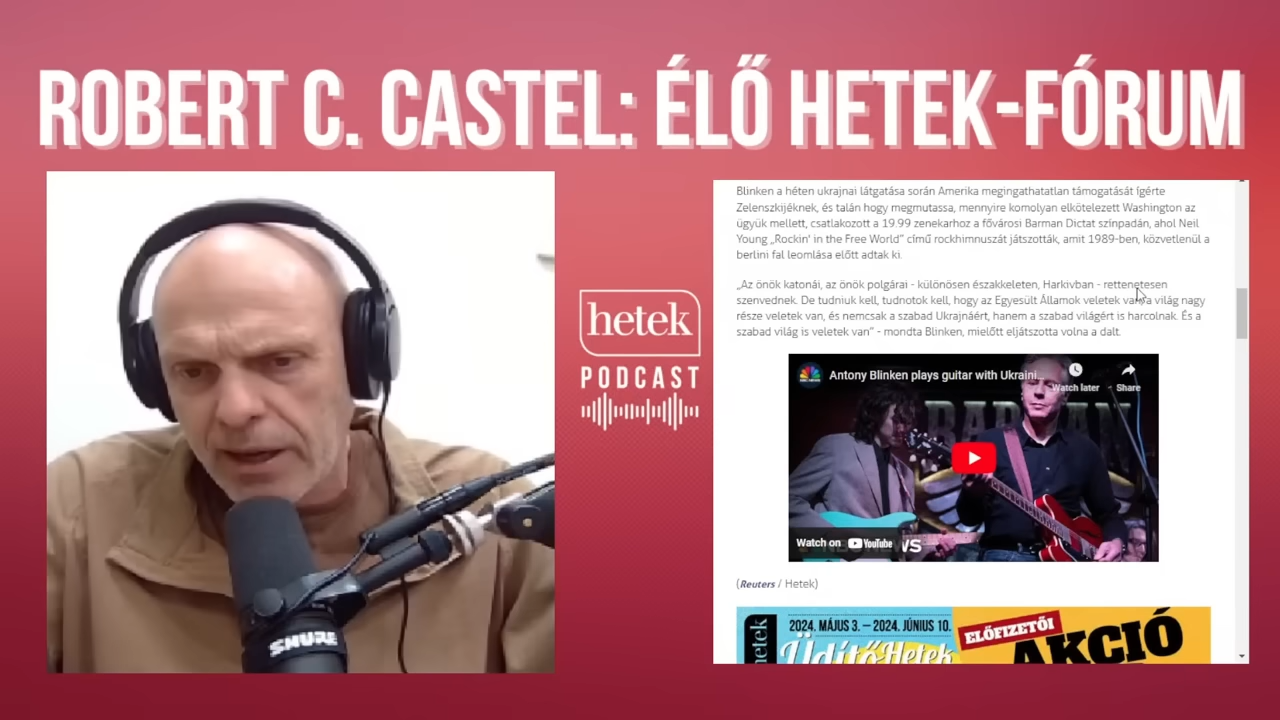 ROBERT C. CASTEL: ÉLŐ HETEK-FÓRUM
hetek
PODCAST
SHURE
Blinken a héten ukrajnai látgatása során Amerika megingathatatlan támogatását ígérte
Zelenszkijéknek, és talán hogy megmutassa, mennyire komolyan elkötelezett Washington az
ügyük mellett, csatlakozott a 19.99 zenekarhoz a fővárosi Barman Dictat színpadán, ahol Neil
Young „Rockin' in the Free World” című rockhimnuszát játszották, amit 1989-ben, közvetlenül a
berlini fal leomlása előtt adtak ki.
„Az önök katonái, az önök polgárai - különösen északkeleten, Harkivban - rettenetesen
szenvednek. De tudniuk kell, tudnotok kell, hogy az Egyesült Államok veletek van, a világ nagy
része veletek van, és nemcsak a szabad Ukrajnáért, hanem a szabad világért is harcolnak. És a
szabad világ is veletek van” - mondta Blinken, mielőtt eljátszotta volna a dalt.
Antony Blinken plays guitar with Ukraini...
Watch later
Share
BARMAN
Watch on YouTube
WS
(Reuters / Hetek)
hetek
2024. MÁJUS 3. – 2024. JÚNIUS 10.
ÜdítőHetek
ELŐFIZETŐI
AKCIÓ